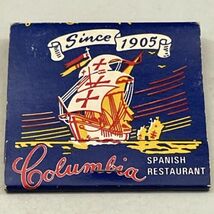 Since 1905
Columbia
SPANISH
RESTAURANT